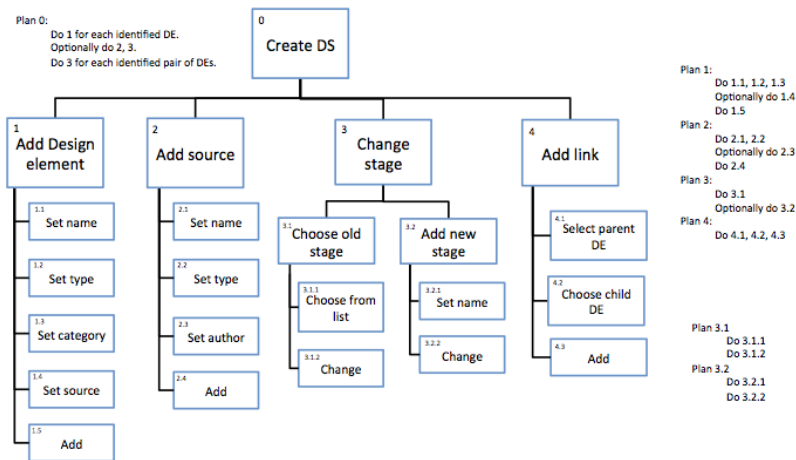 Plan 0:
Do 1 for each identified DE.
Optionally do 2, 3.
Do 3 for each identified pair of DEs.
0
Create DS
1
Add Design
element
1.1
Set name
1.2
Set type
1.3
Set category
1.4
Set source
1.5
Add
2
Add source
2.1
Set name
2.2
Set type
2.3
Set author
2.4
Add
3
Change
stage
3.1
Choose old
stage
3.1.1
Choose from
list
3.1.2
Change
3.2
Add new
stage
3.2.1
Set name
3.2.2
Change
4
Add link
4.1
Select parent
DE
4.2
Choose child
DE
4.3
Add
Plan 1:
Do 1.1, 1.2, 1.3
Optionally do 1.4
Do 1.5
Plan 2:
Do 2.1, 2.2
Optionally do 2.3
Do 2.4
Plan 3:
Do 3.1
Optionally do 3.2
Plan 4:
Do 4.1, 4.2, 4.3
Plan 3.1
Do 3.1.1
Do 3.1.2
Plan 3.2
Do 3.2.1
Do 3.2.2